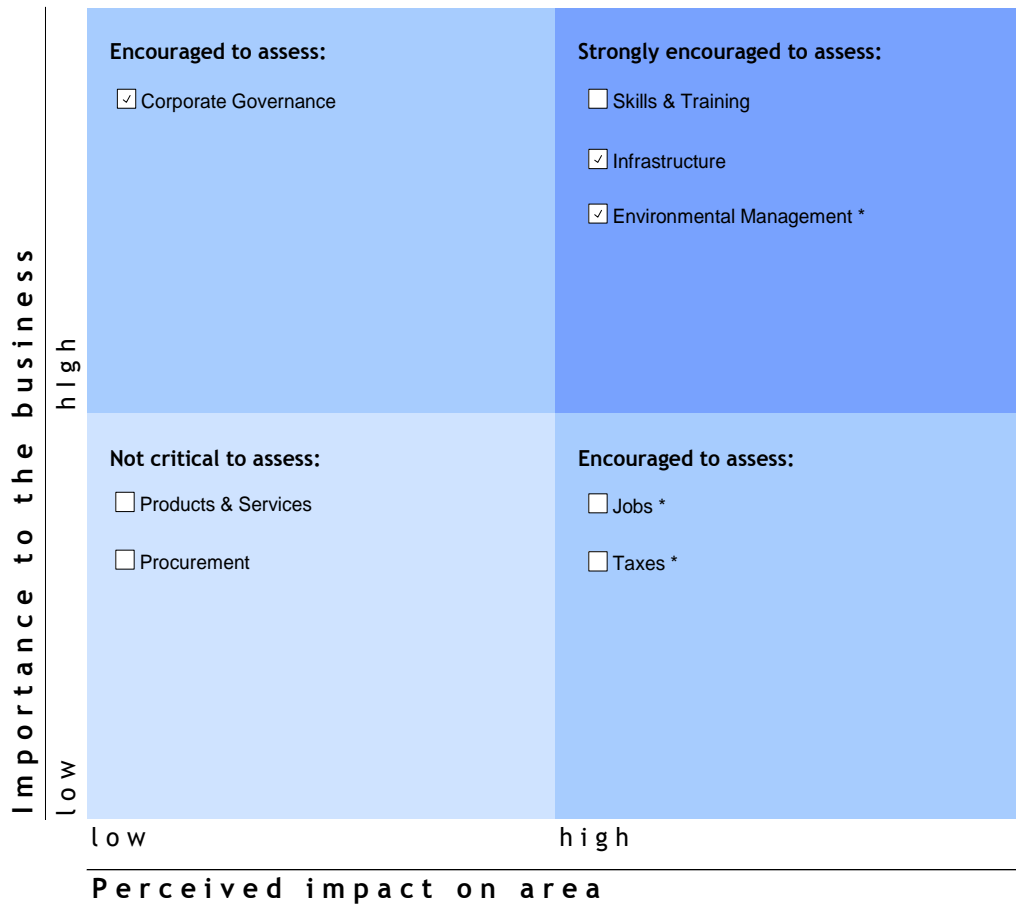 Encouraged to assess:
☑ Corporate Governance
Strongly encouraged to assess:
☐ Skills & Training
☑ Infrastructure
☑ Environmental Management *
Not critical to assess:
☐ Products & Services
☐ Procurement
Encouraged to assess:
☐ Jobs *
☐ Taxes *
Importance to the business
hIgh
low
low
high
Perceived impact on area